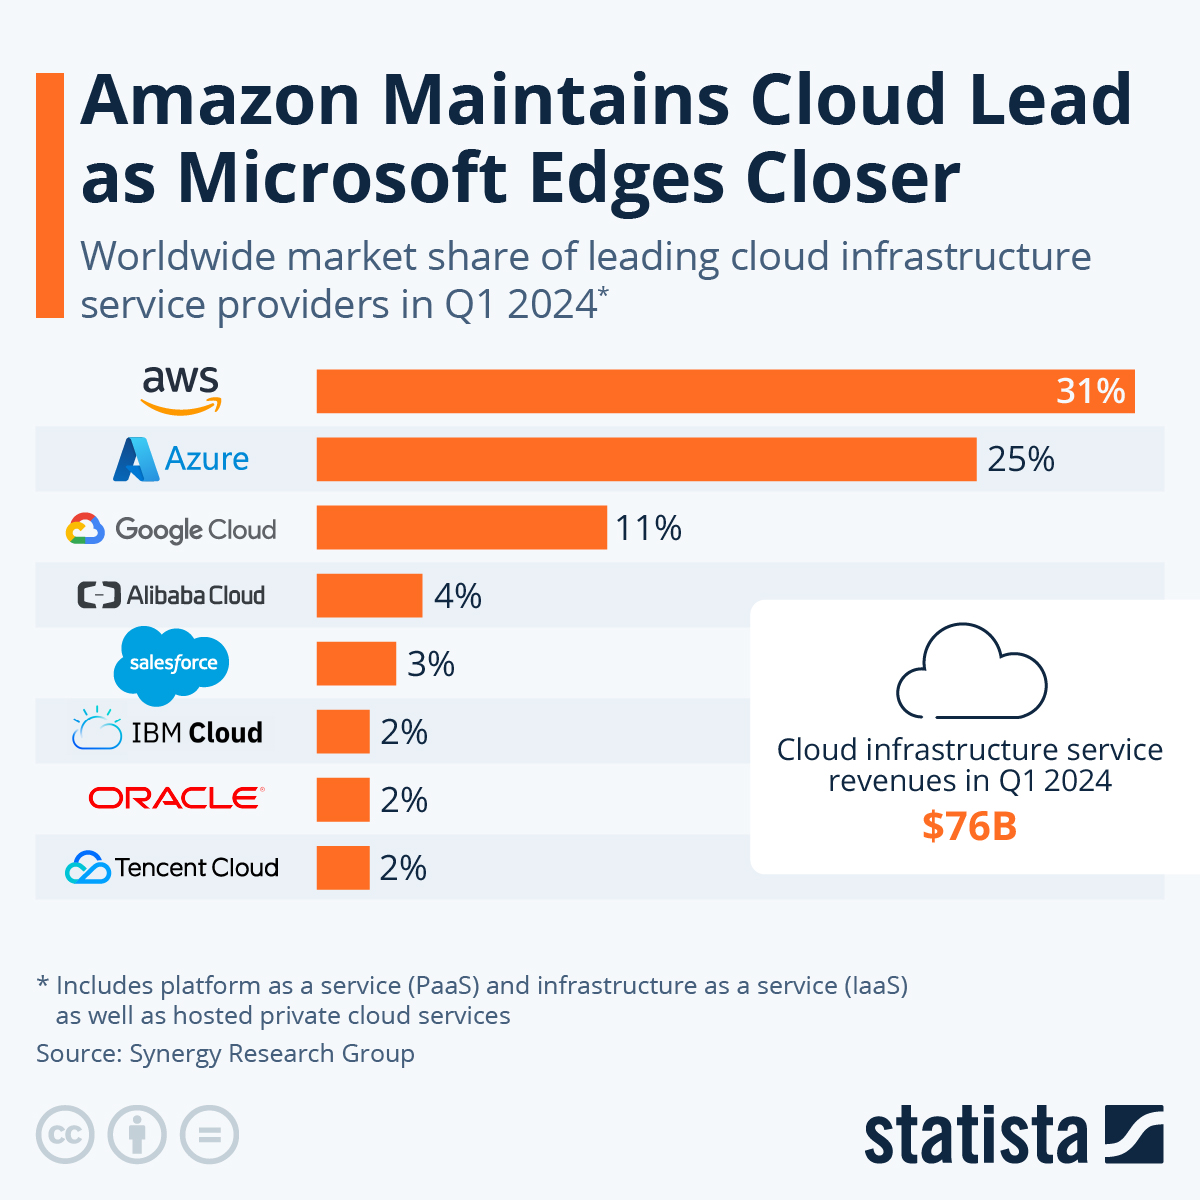 Amazon Maintains Cloud Lead
as Microsoft Edges Closer
Worldwide market share of leading cloud infrastructure
service providers in Q1 2024*
aws
31%
Azure
25%
Google Cloud
11%
Alibaba Cloud
4%
salesforce
3%
IBM Cloud
2%
ORACLE®
2%
Tencent Cloud
2%
Cloud infrastructure service
revenues in Q1 2024
$76B
* Includes platform as a service (PaaS) and infrastructure as a service (IaaS)
as well as hosted private cloud services
Source: Synergy Research Group
cc
statista